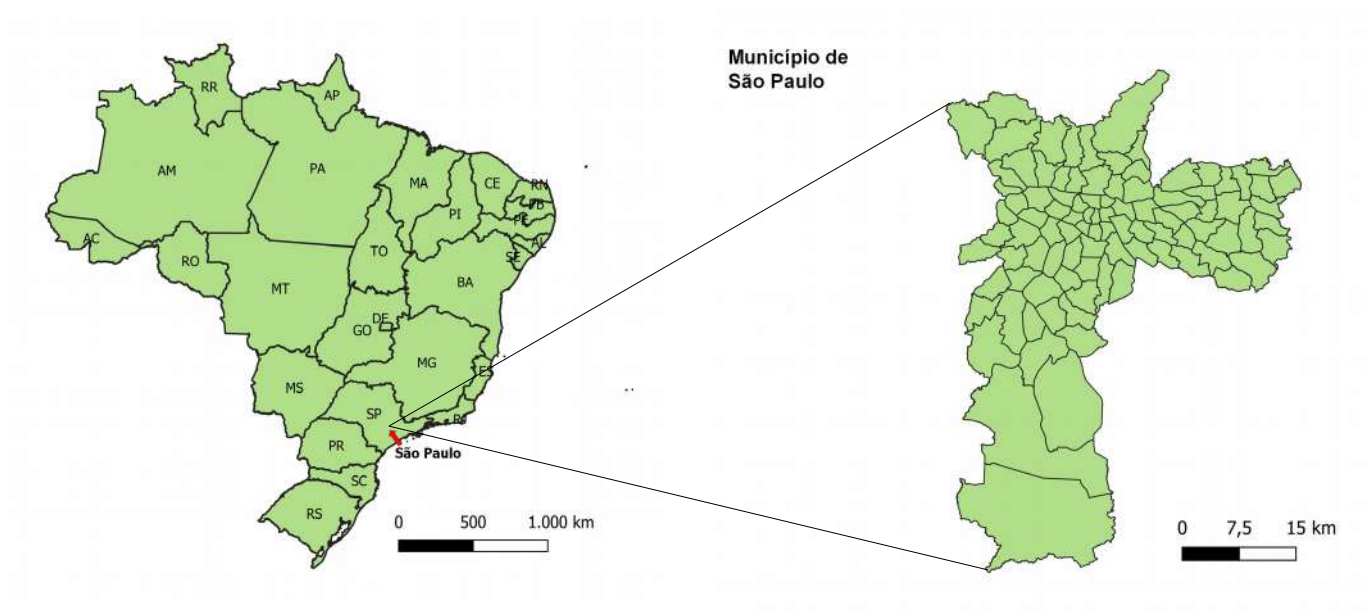 Município de
São Paulo
RR
AP
AM
PA
MA
CE
RN
PB
PI
PE
AC
AL
TO
SE
RO
BA
MT
DF
GO
MG
ES
MS
SP
RJ
PR
São Paulo
SC
RS
0 500 1.000 km
0 7,5 15 km